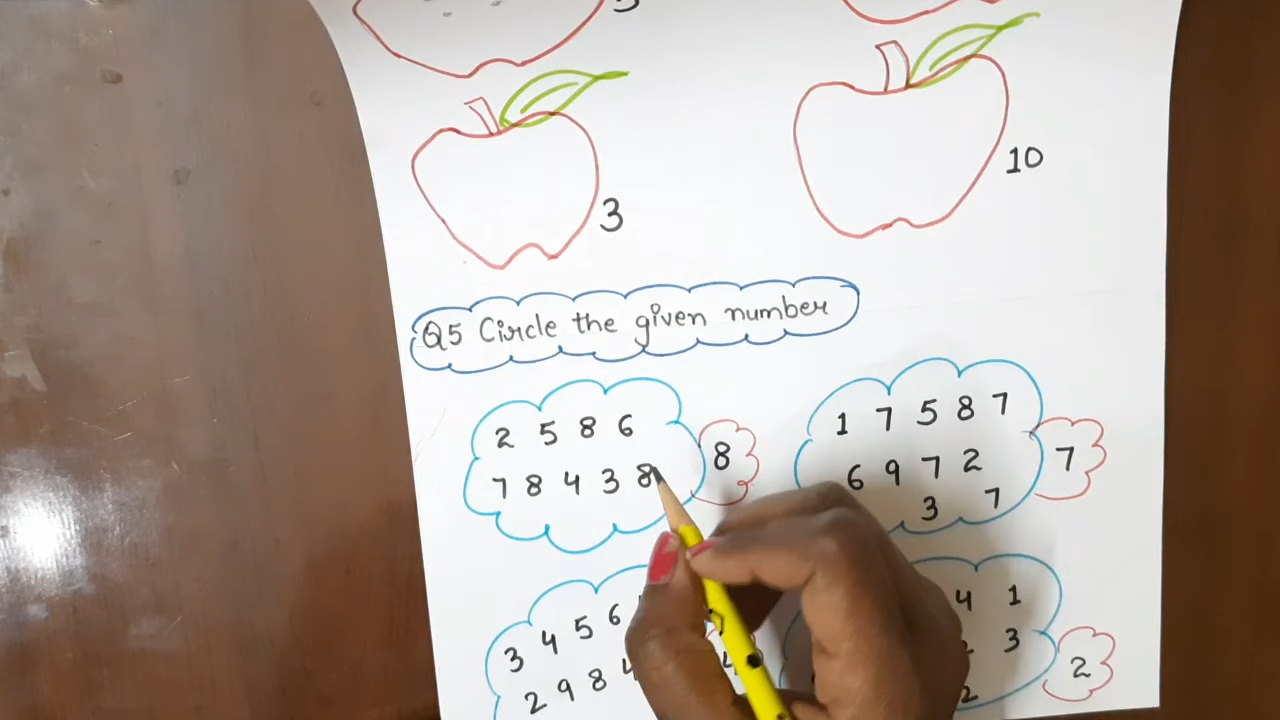 3
10
Q5 Circle the given number
2 5 8 6
7 8 4 3 8
8
1 7 5 8 7
6 9 7 2
3 7
7
3 4 5 6
2 9 8 4
4 1
3
2
2